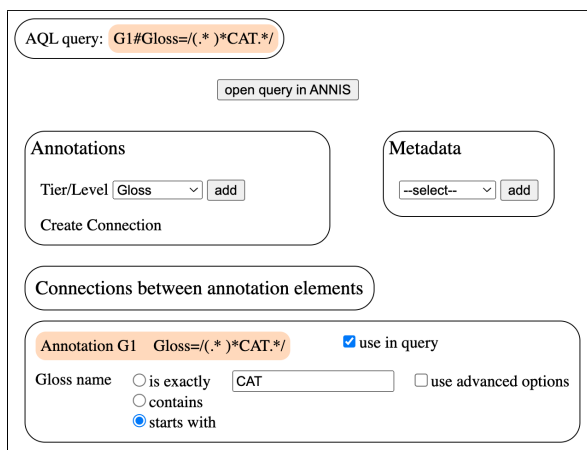 AQL query: G1#Gloss=/(.* )*CAT.*/
open query in ANNIS
Annotations
Metadata
Tier/Level Gloss add
--select-- add
Create Connection
Connections between annotation elements
Annotation G1 Gloss=/(.* )*CAT.*/ use in query
Gloss name is exactly CAT use advanced options
contains
starts with